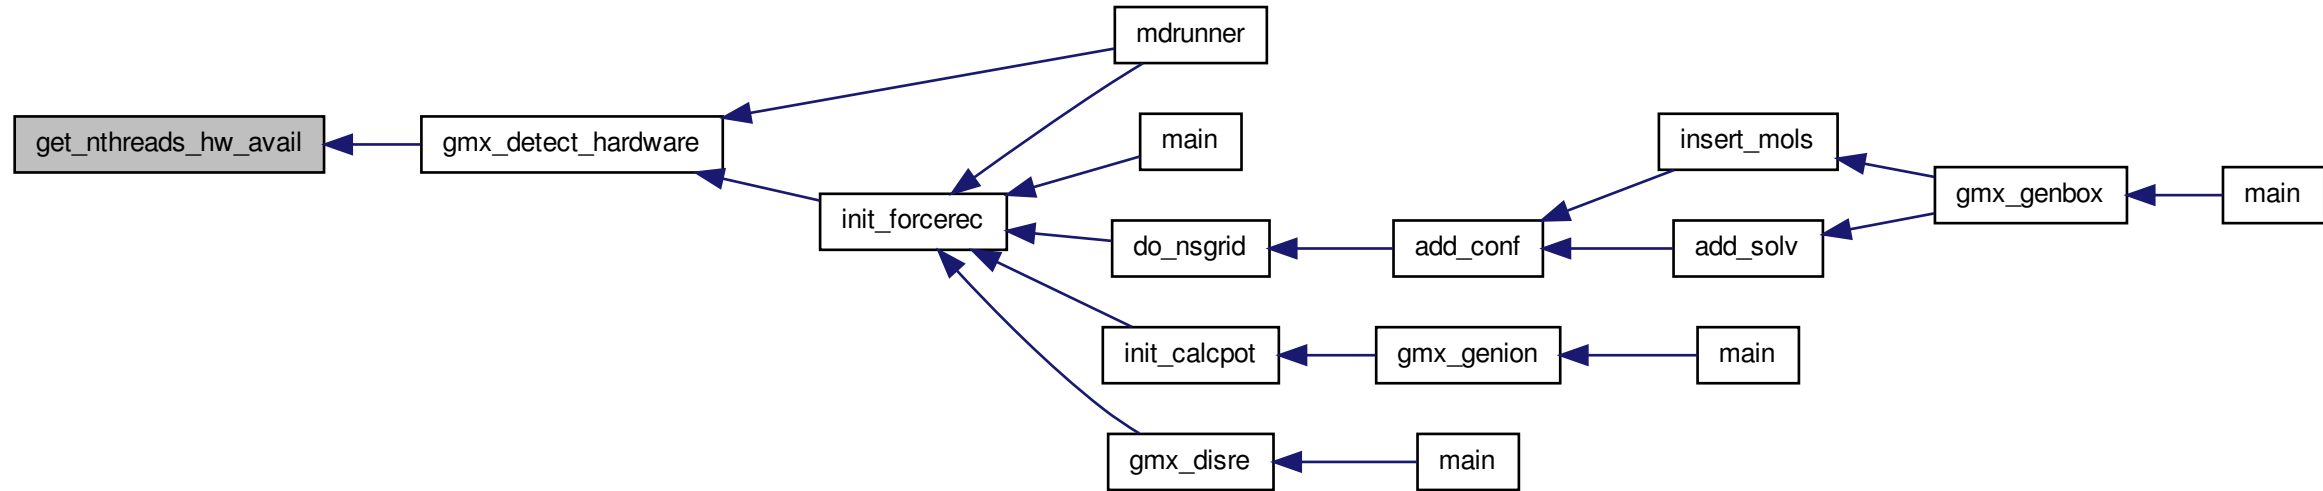 mdrunner
get_nthreads_hw_avail
gmx_detect_hardware
main
insert_mols
init_forcerec
gmx_genbox
main
do_nsgrid
add_conf
add_solv
init_calcpot
gmx_genion
main
gmx_disre
main